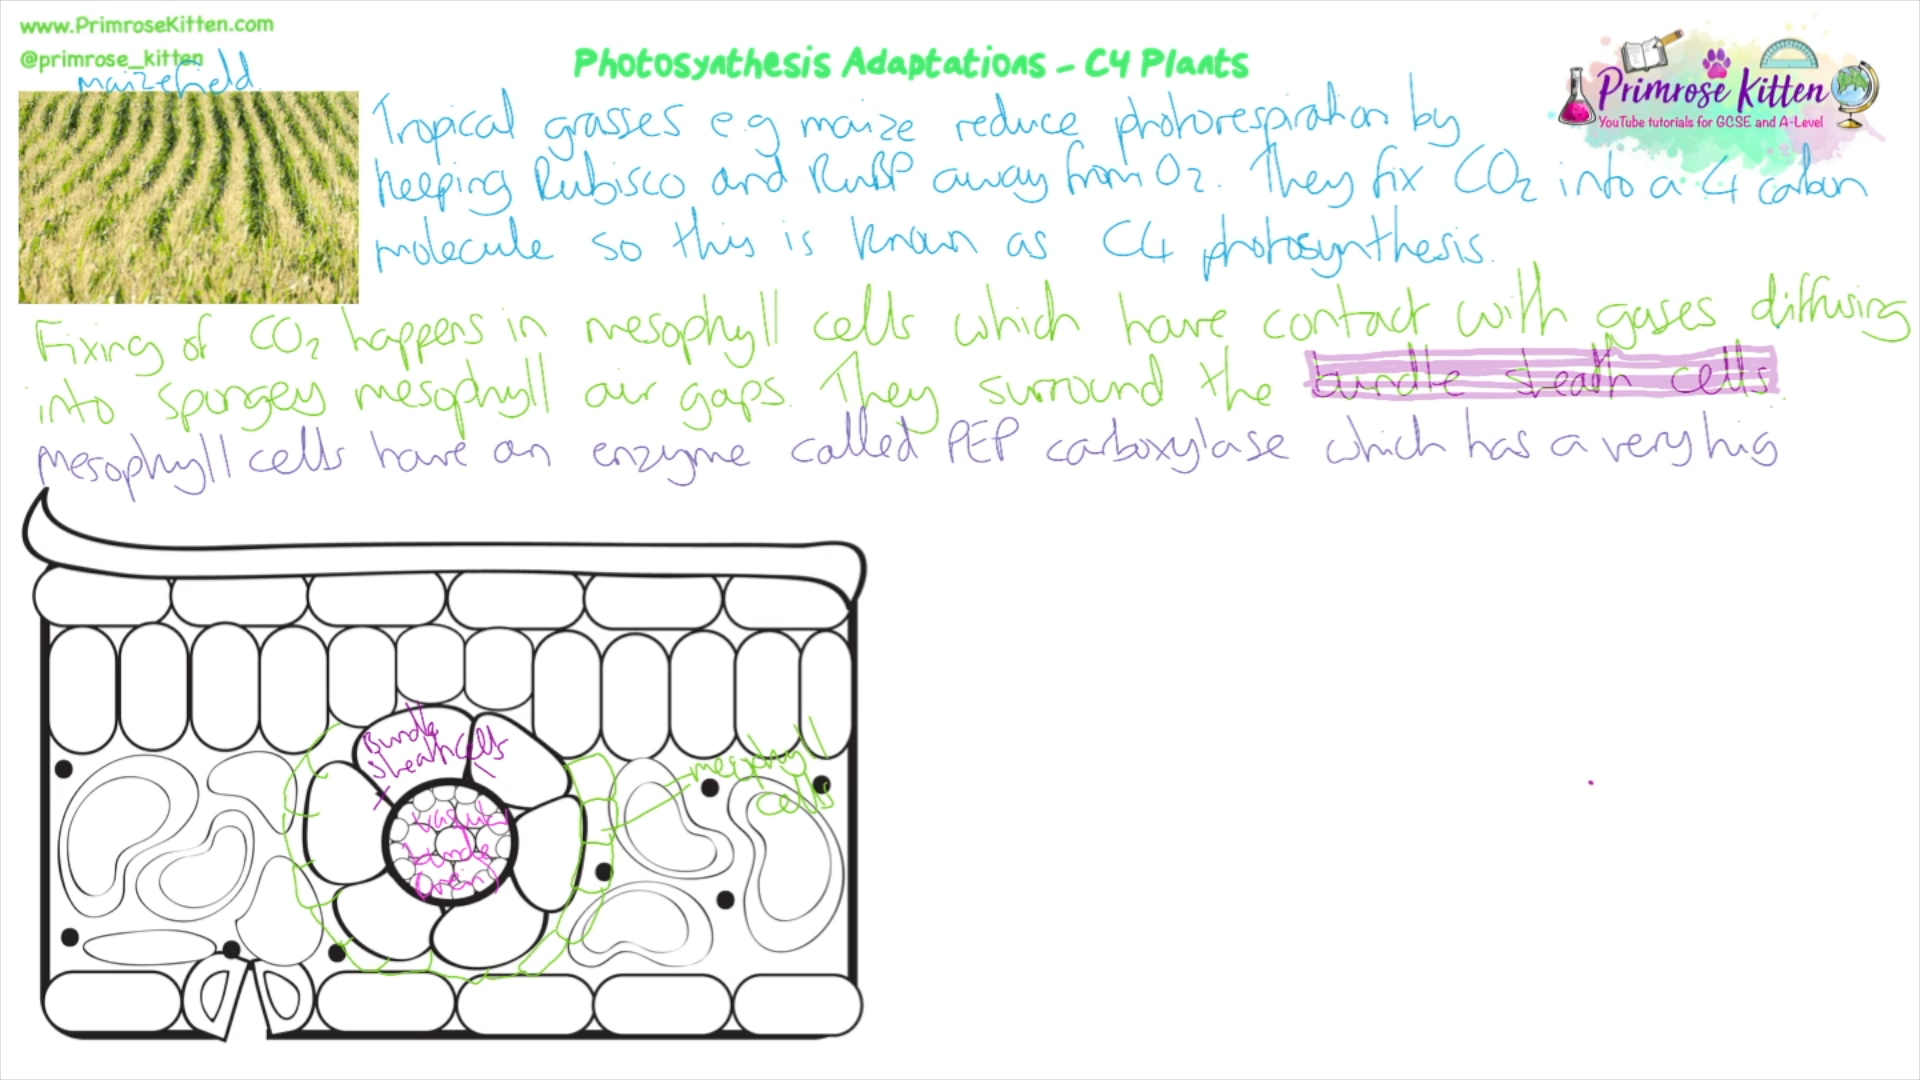 www.PrimroseKitten.com
@primrose_kitten
maizefield
Photosynthesis Adaptations - C4 Plants
Primrose Kitten
YouTube tutorials for GCSE and A-Level
Tropical grasses e.g maize reduce photorespiration by
keeping Rubisco and RuBP away from O2. They fix CO2 into a 4 carbon
molecule so this is known as C4 photosynthesis.
Fixing of CO2 happens in mesophyll cells which have contact with gases diffusing
into spongey mesophyll air gaps. They surround the bundle sheath cells.
Mesophyll cells have an enzyme called PEP carboxylase which has a very hig
Bundle
sheath cells
mesophyll
cells
bundle